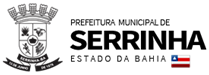 PREFEITURA MUNICIPAL DE
SERRINHA
ESTADO DA BAHIA